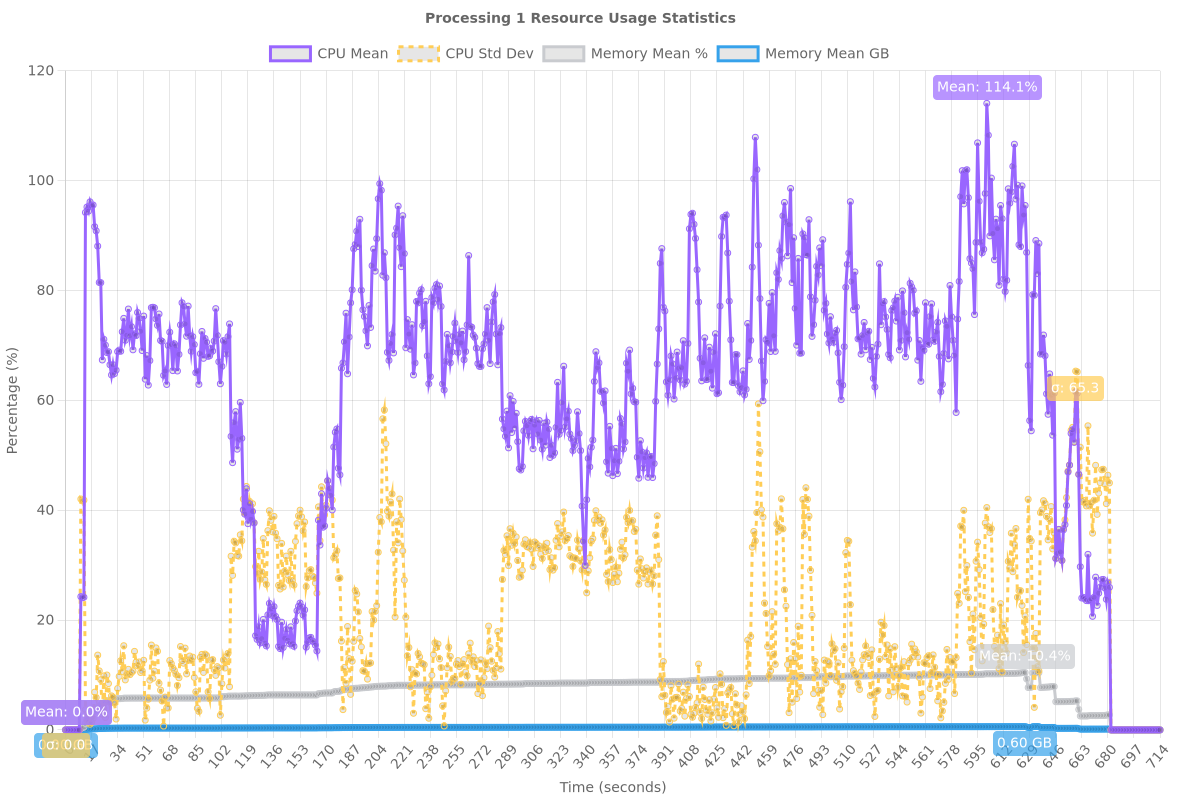 Processing 1 Resource Usage Statistics
CPU Mean CPU Std Dev Memory Mean % Memory Mean GB
120
Mean: 114.1%
100
80
σ: 65.3
60
Percentage (%)
40
20
Mean: 10.4%
Mean: 0.0%
0
σ: 0.0
0.60 GB
34 51 68 85 102 119 136 153 170 187 204 221 238 255 272 289 306 323 340 357 374 391 408 425 442 459 476 493 510 527 544 561 578 595 663 680 697 714
Time (seconds)